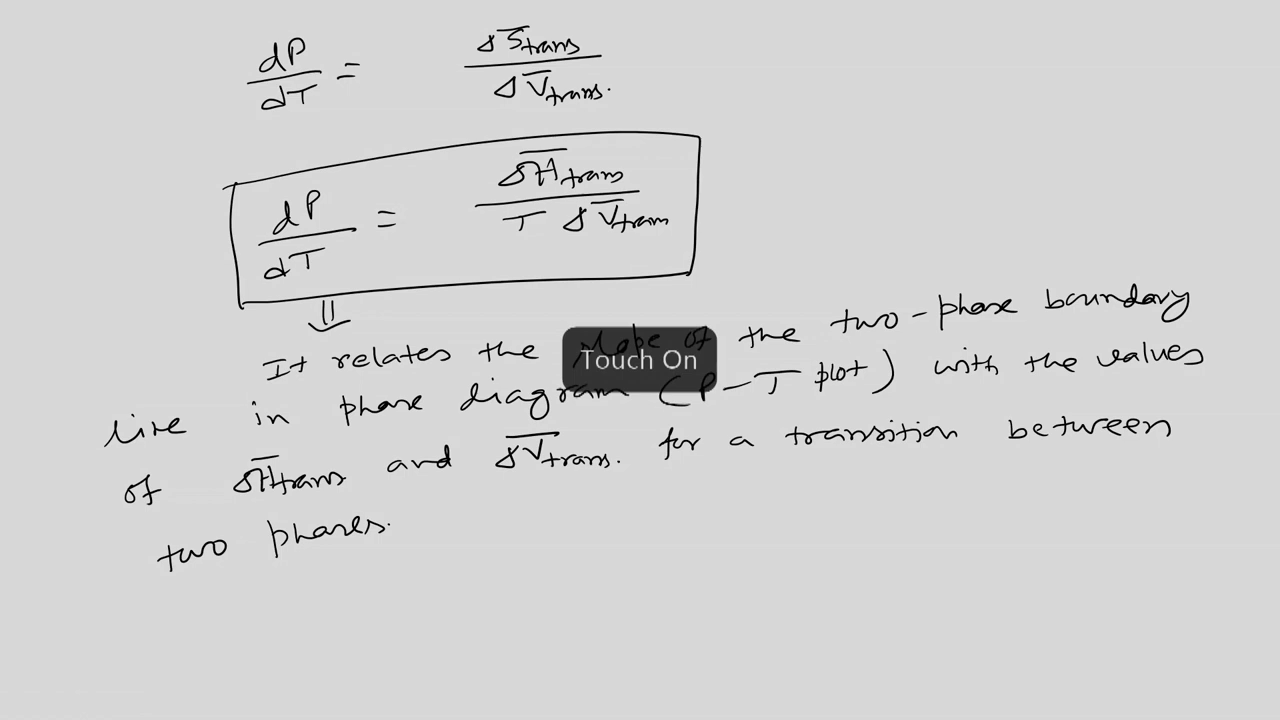 dP/dT = ΔS̅trans/ΔV̅trans.
dP/dT = ΔH̅trans/T ΔV̅tran
⇓
It relates the slope of the two-phase boundary
line in phase diagram (P-T plot) with the values
of ΔH̅trans and ΔV̅trans. for a transition between
two phases.
Touch On